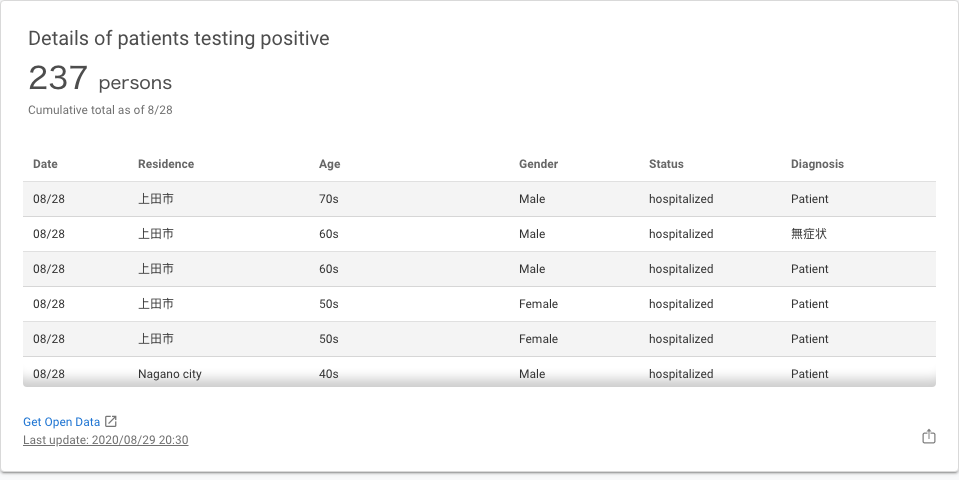 Details of patients testing positive
237 persons
Cumulative total as of 8/28
Date Residence Age Gender Status Diagnosis
08/28 上田市 70s Male hospitalized Patient
08/28 上田市 60s Male hospitalized 無症状
08/28 上田市 60s Male hospitalized Patient
08/28 上田市 50s Female hospitalized Patient
08/28 上田市 50s Female hospitalized Patient
08/28 Nagano city 40s Male hospitalized Patient
Get Open Data
Last update: 2020/08/29 20:30